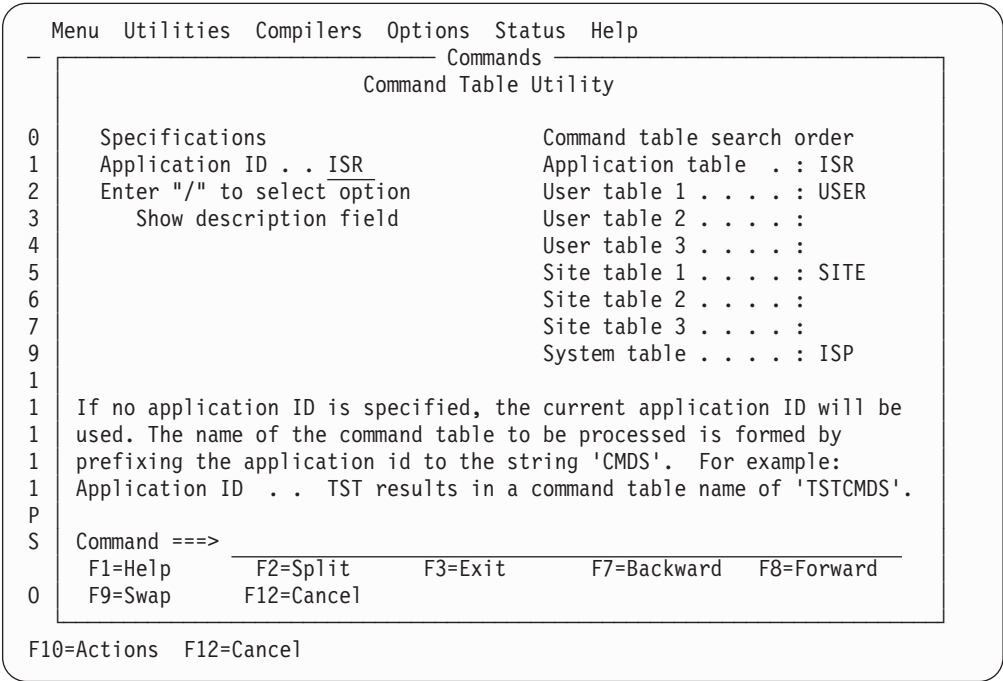 Menu Utilities Compilers Options Status Help
Commands
Command Table Utility
0 Specifications Command table search order
1 Application ID . . ISR Application table . : ISR
2 Enter "/" to select option User table 1 . . . . : USER
3 Show description field User table 2 . . . . :
4 User table 3 . . . . :
5 Site table 1 . . . . : SITE
6 Site table 2 . . . . :
7 Site table 3 . . . . :
9 System table . . . . : ISP
1
1 If no application ID is specified, the current application ID will be
1 used. The name of the command table to be processed is formed by
1 prefixing the application id to the string 'CMDS'. For example:
1 Application ID . . TST results in a command table name of 'TSTCMDS'.
P
S Command ===>
F1=Help F2=Split F3=Exit F7=Backward F8=Forward
O F9=Swap F12=Cancel
F10=Actions F12=Cancel